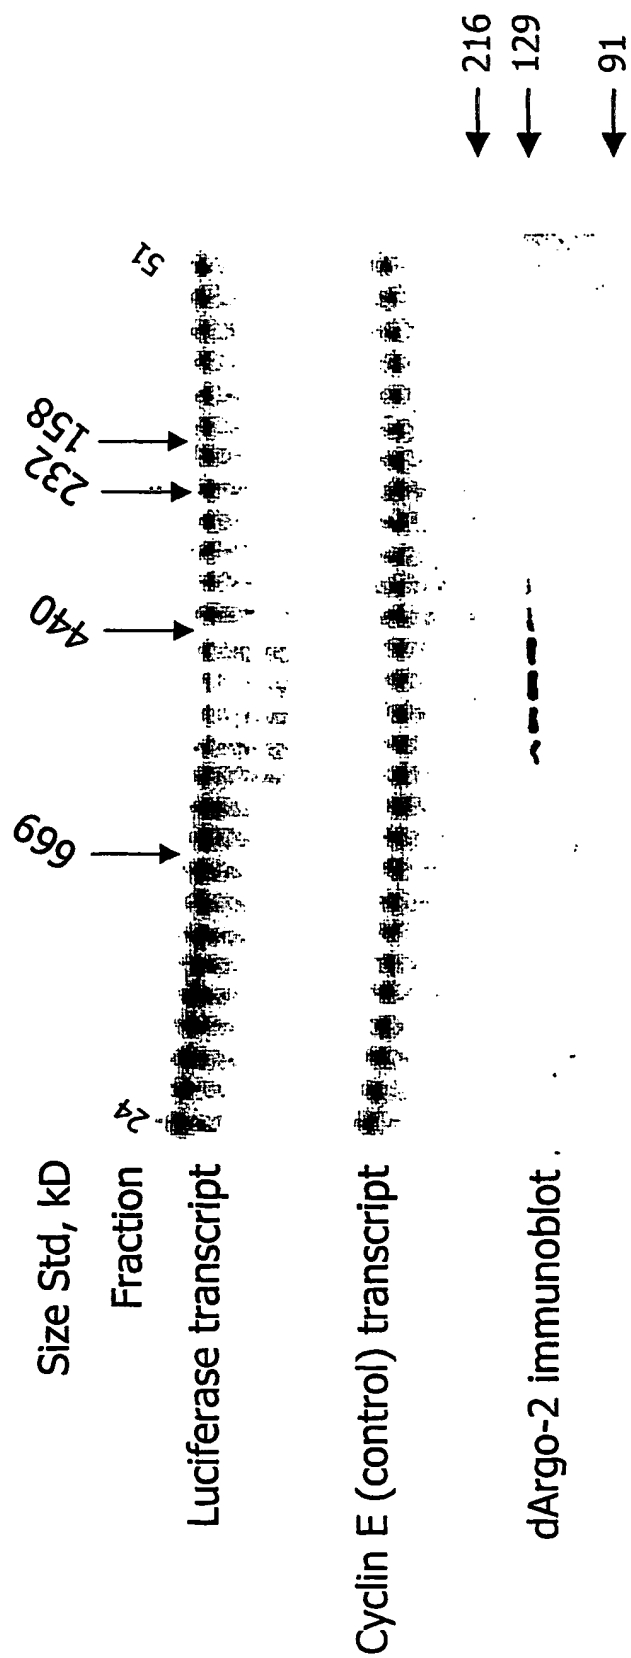 Size Std, kD
669
440
232
158
Fraction
24
51
Luciferase transcript
Cyclin E (control) transcript
dArgo-2 immunoblot
216
129
91